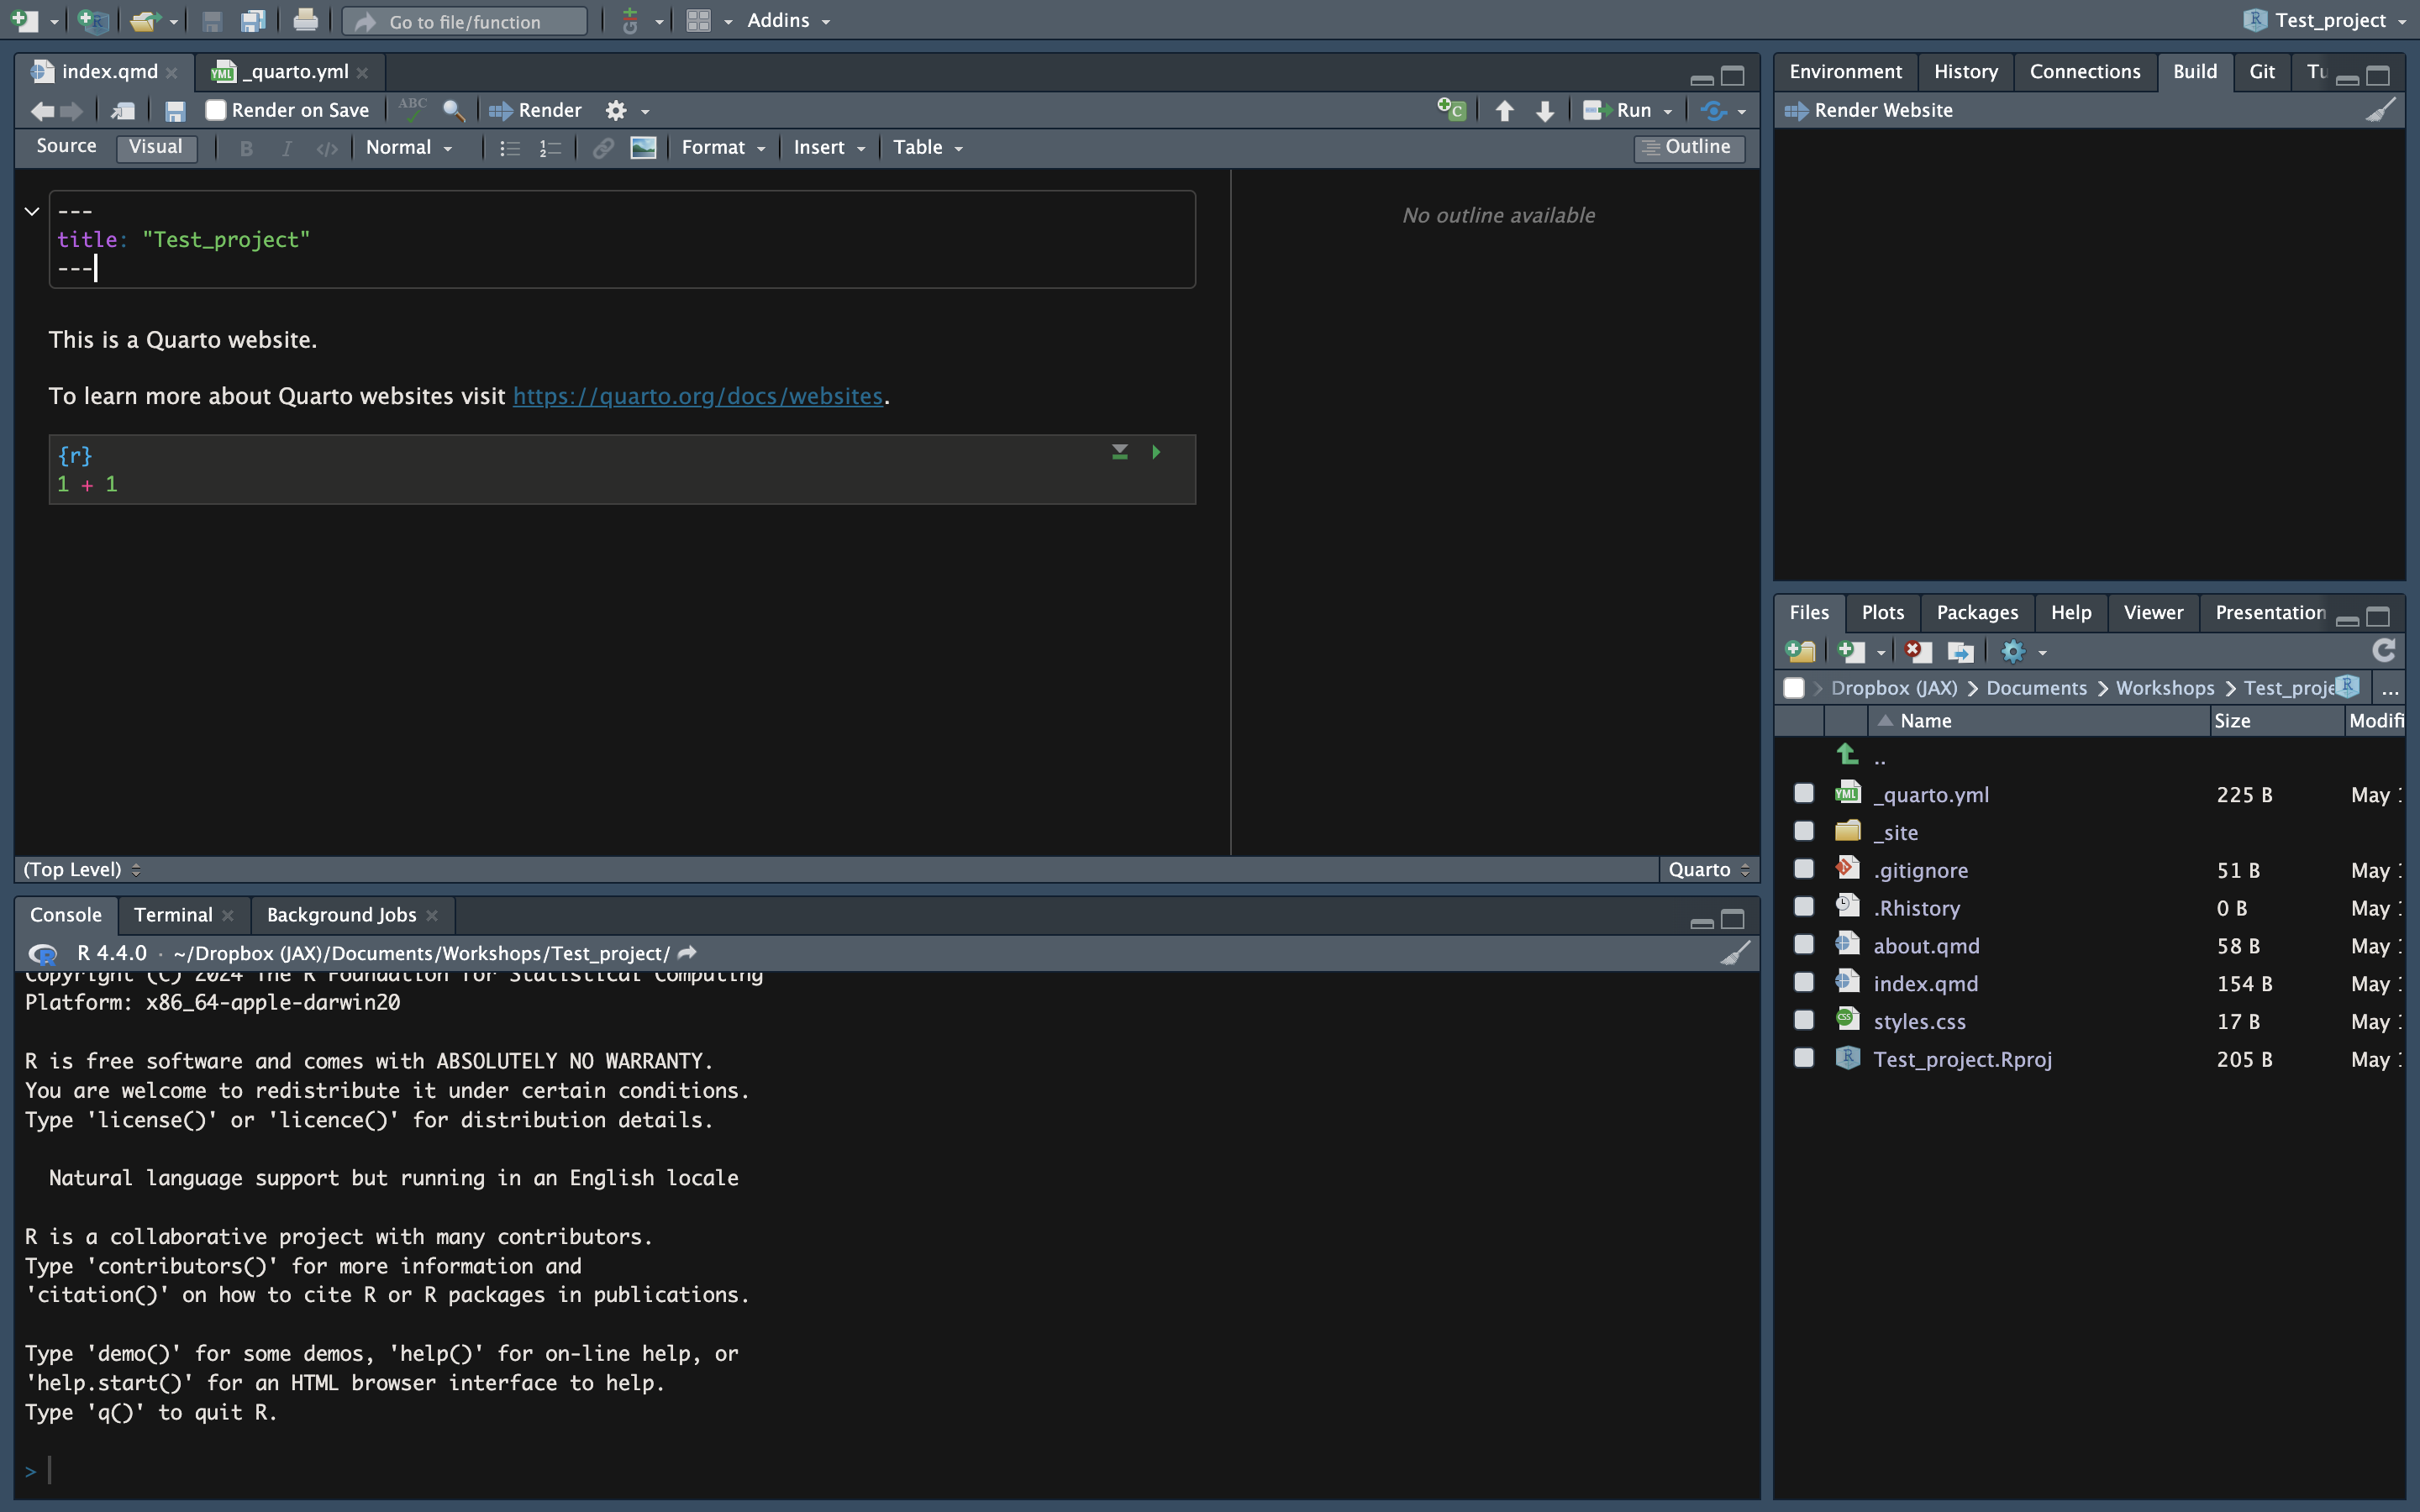 Go to file/function
Addins
Test_project
index.qmd
_quarto.yml
Render on Save
ABC
Render
Run
Source
Visual
B
I
</>
Normal
Format
Insert
Table
Outline
---
title: "Test_project"
---
This is a Quarto website.
To learn more about Quarto websites visit https://quarto.org/docs/websites.
{r}
1 + 1
No outline available
(Top Level)
Quarto
Console
Terminal
Background Jobs
R 4.4.0 · ~/Dropbox (JAX)/Documents/Workshops/Test_project/
Copyright (C) 2024 The R Foundation for Statistical Computing
Platform: x86_64-apple-darwin20
R is free software and comes with ABSOLUTELY NO WARRANTY.
You are welcome to redistribute it under certain conditions.
Type 'license()' or 'licence()' for distribution details.
Natural language support but running in an English locale
R is a collaborative project with many contributors.
Type 'contributors()' for more information and
'citation()' on how to cite R or R packages in publications.
Type 'demo()' for some demos, 'help()' for on-line help, or
'help.start()' for an HTML browser interface to help.
Type 'q()' to quit R.
>
Environment
History
Connections
Build
Git
Tu
Render Website
Files
Plots
Packages
Help
Viewer
Presentation
Dropbox (JAX) > Documents > Workshops > Test_proje
...
Name Size Modifi
..
_quarto.yml 225 B May
_site
.gitignore 51 B May
.Rhistory 0 B May
about.qmd 58 B May
index.qmd 154 B May
styles.css 17 B May
Test_project.Rproj 205 B May